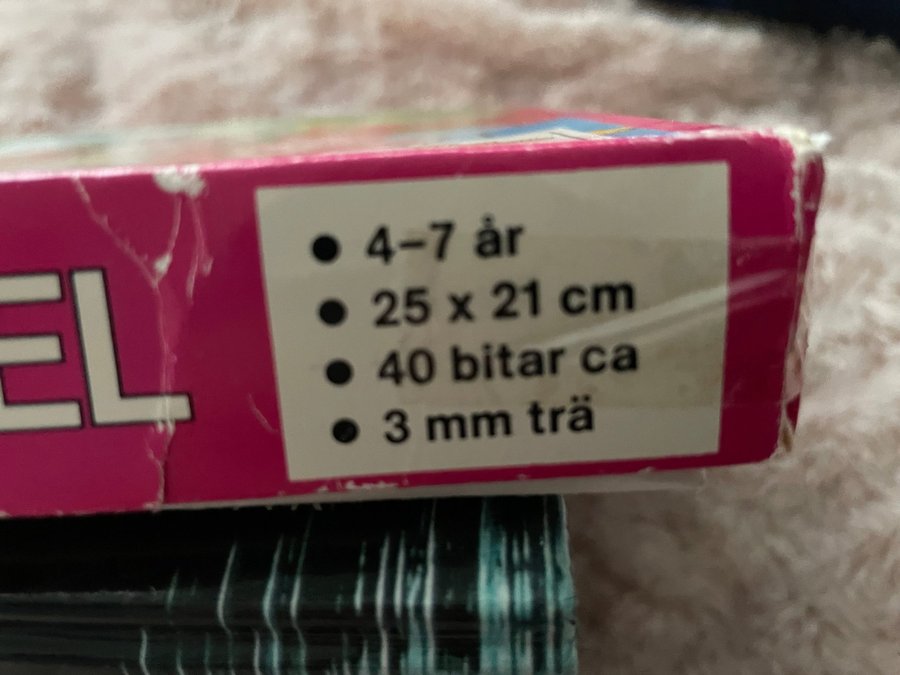 EL
• 4–7 år
• 25 x 21 cm
• 40 bitar ca
• 3 mm trä